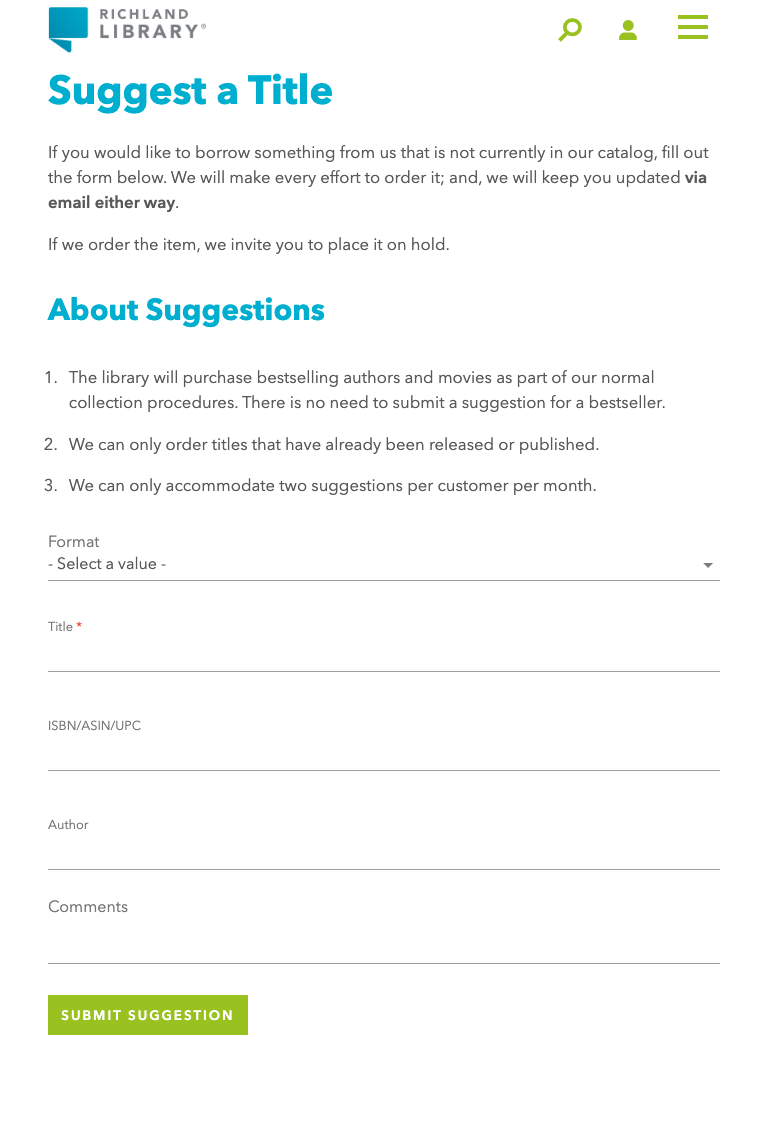 RICHLAND
LIBRARY®
Suggest a Title
If you would like to borrow something from us that is not currently in our catalog, fill out
the form below. We will make every effort to order it; and, we will keep you updated via
email either way.
If we order the item, we invite you to place it on hold.
About Suggestions
1. The library will purchase bestselling authors and movies as part of our normal
collection procedures. There is no need to submit a suggestion for a bestseller.
2. We can only order titles that have already been released or published.
3. We can only accommodate two suggestions per customer per month.
Format
- Select a value -
Title *
ISBN/ASIN/UPC
Author
Comments
SUBMIT SUGGESTION